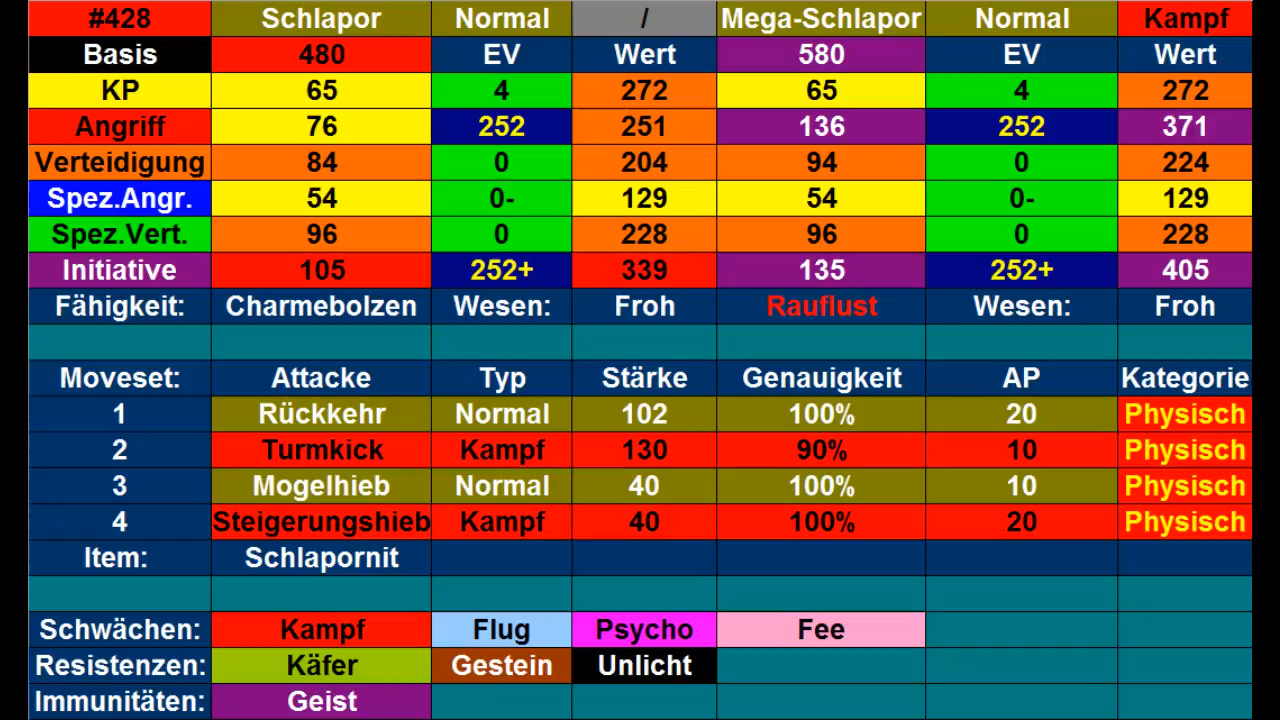 #428 Schlapor Normal / Mega-Schlapor Normal Kampf
Basis 480 EV Wert 580 EV Wert
KP 65 4 272 65 4 272
Angriff 76 252 251 136 252 371
Verteidigung 84 0 204 94 0 224
Spez.Angr. 54 0- 129 54 0- 129
Spez.Vert. 96 0 228 96 0 228
Initiative 105 252+ 339 135 252+ 405
Fähigkeit: Charmebolzen Wesen: Froh Rauflust Wesen: Froh
Moveset: Attacke Typ Stärke Genauigkeit AP Kategorie
1 Rückkehr Normal 102 100% 20 Physisch
2 Turmkick Kampf 130 90% 10 Physisch
3 Mogelhieb Normal 40 100% 10 Physisch
4 Steigerungshieb Kampf 40 100% 20 Physisch
Item: Schlapornit
Schwächen: Kampf Flug Psycho Fee
Resistenzen: Käfer Gestein Unlicht
Immunitäten: Geist